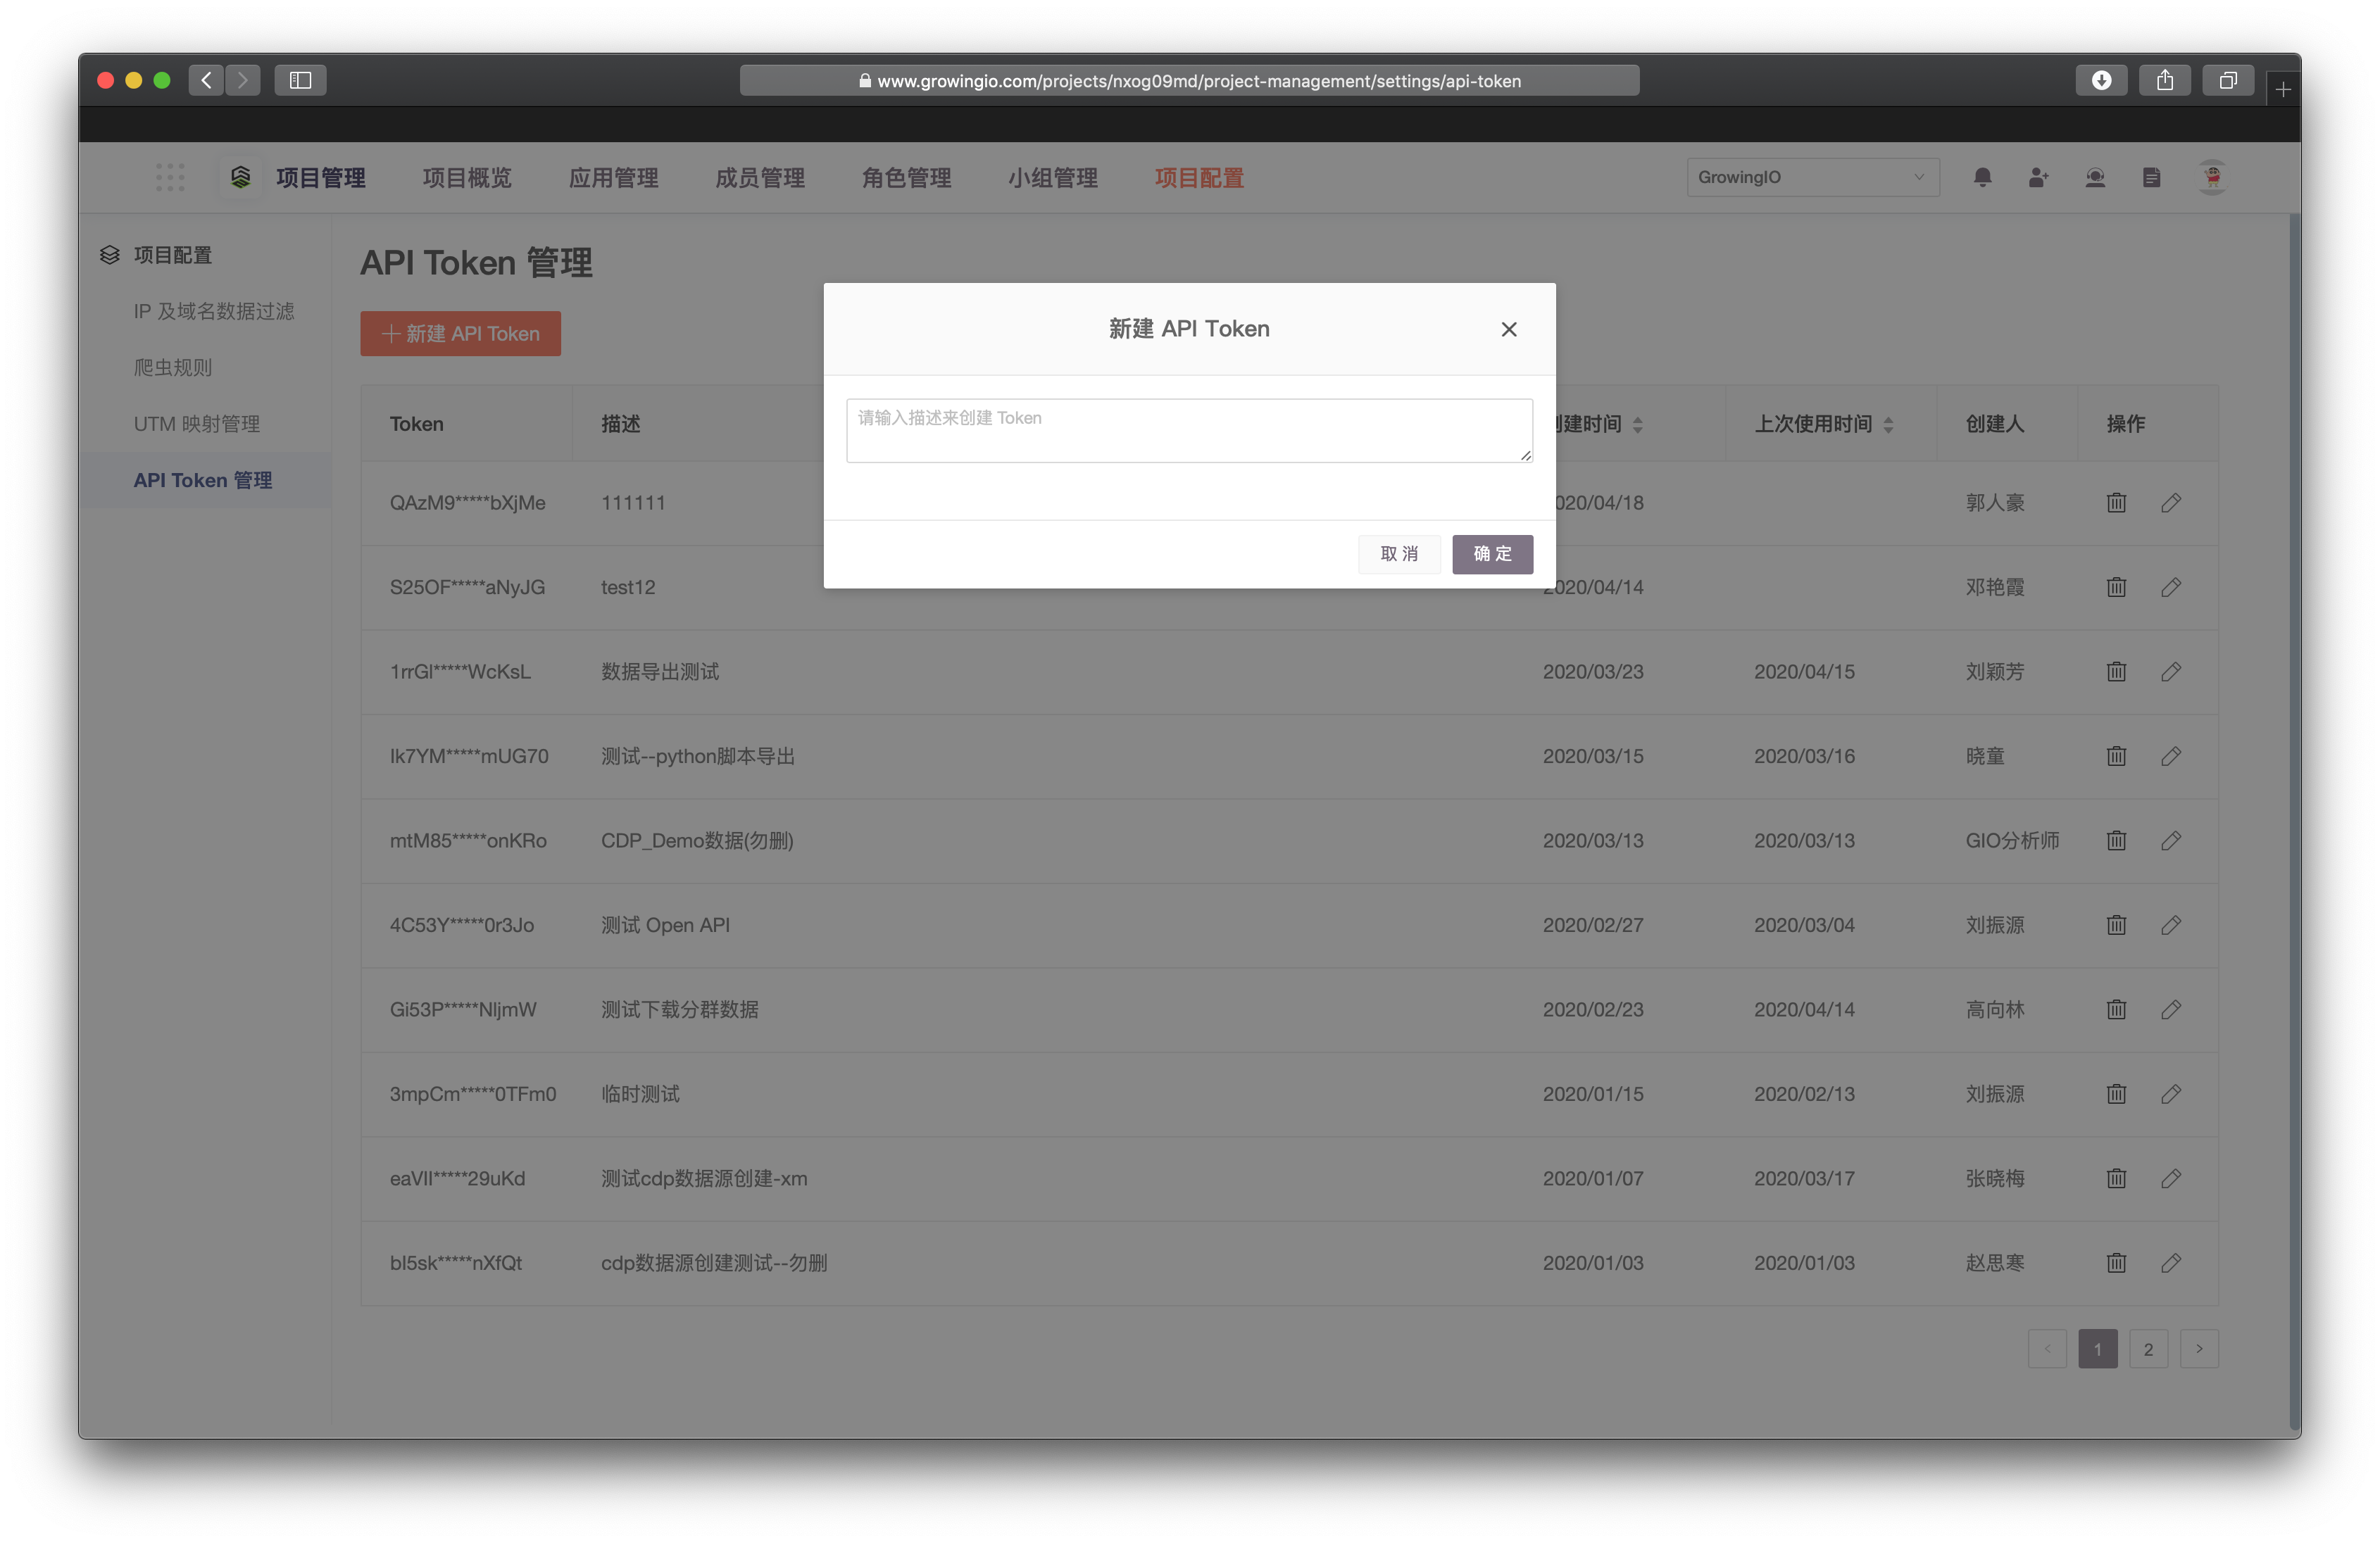 www.growingio.com/projects/nxog09md/project-management/settings/api-token
项目管理 项目概览 应用管理 成员管理 角色管理 小组管理 项目配置 GrowingIO
项目配置
IP 及域名数据过滤
爬虫规则
UTM 映射管理
API Token 管理
API Token 管理
新建 API Token
Token 描述 创建时间 上次使用时间 创建人 操作
QAzM9*****bXjMe 111111 2020/04/18 郭人豪
S25OF*****aNyJG test12 2020/04/14 邓艳霞
1rrGl*****WcKsL 数据导出测试 2020/03/23 2020/04/15 刘颖芳
Ik7YM*****mUG70 测试--python脚本导出 2020/03/15 2020/03/16 晓童
mtM85*****onKRo CDP_Demo数据(勿删) 2020/03/13 2020/03/13 GIO分析师
4C53Y*****0r3Jo 测试 Open API 2020/02/27 2020/03/04 刘振源
Gi53P*****NljmW 测试下载分群数据 2020/02/23 2020/04/14 高向林
3mpCm*****0TFm0 临时测试 2020/01/15 2020/02/13 刘振源
eaVII*****29uKd 测试cdp数据源创建-xm 2020/01/07 2020/03/17 张晓梅
bI5sk*****nXfQt cdp数据源创建测试--勿删 2020/01/03 2020/01/03 赵思寒
1 2
新建 API Token
请输入描述来创建 Token
取 消 确 定